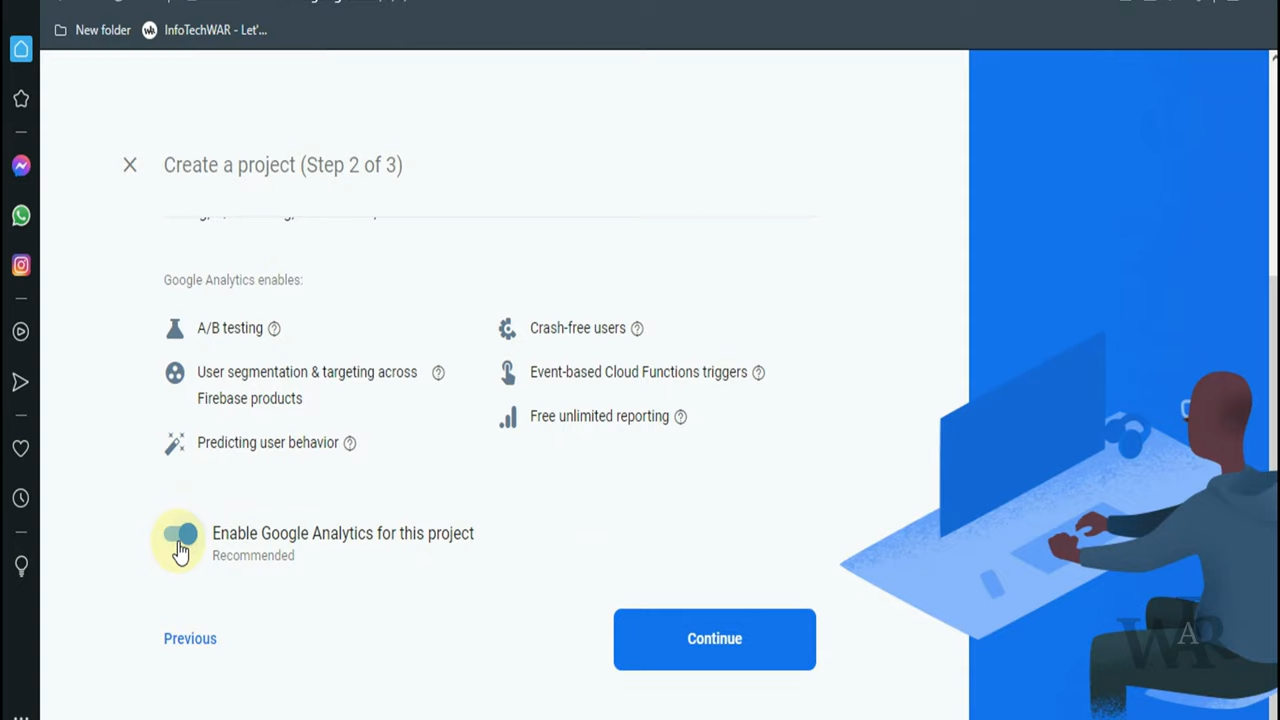 New folder
InfoTechWAR - Let'...
Create a project (Step 2 of 3)
Google Analytics enables:
A/B testing
Crash-free users
User segmentation & targeting across
Firebase products
Event-based Cloud Functions triggers
Free unlimited reporting
Predicting user behavior
Enable Google Analytics for this project
Recommended
Previous
Continue
WAR